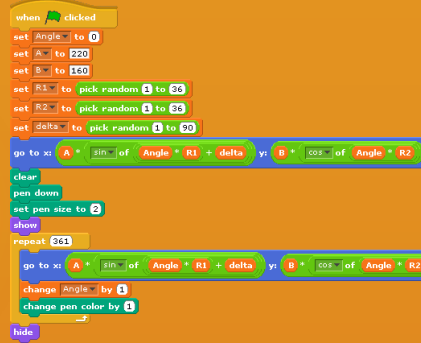 when clicked
set Angle to 0
set A to 220
set B to 160
set R1 to pick random 1 to 36
set R2 to pick random 1 to 36
set delta to pick random 1 to 90
go to x: A * sin of Angle * R1 + delta y: B * cos of Angle * R2
clear
pen down
set pen size to 2
show
repeat 361
go to x: A * sin of Angle * R1 + delta y: B * cos of Angle * R2
change Angle by 1
change pen color by 1
hide